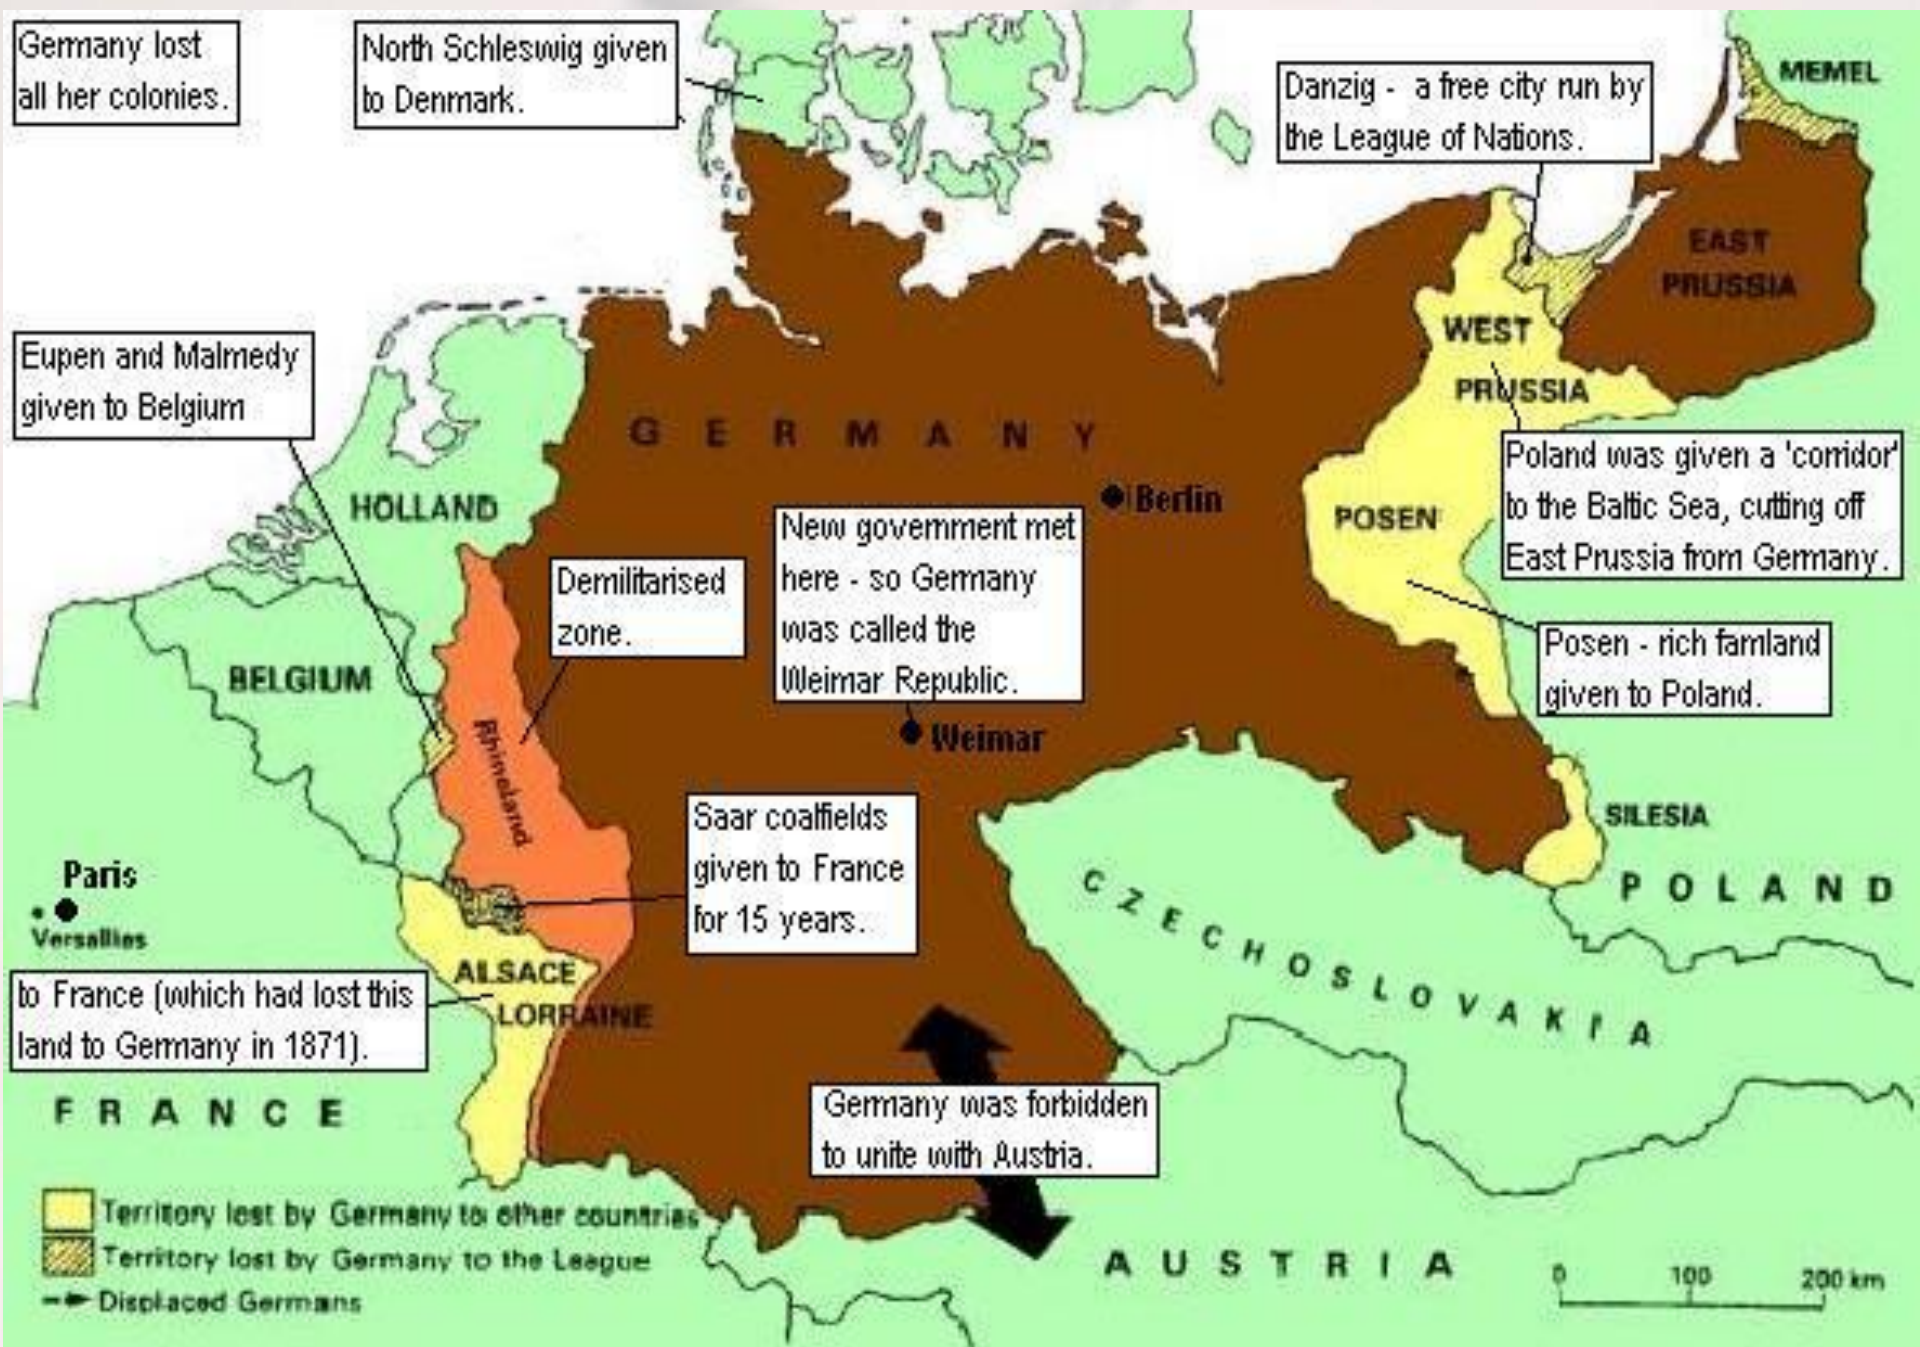 Germany lost
all her colonies.
North Schleswig given
to Denmark.
Danzig - a free city run by
the League of Nations.
MEMEL
EAST
PRUSSIA
WEST
PRUSSIA
Eupen and Malmedy
given to Belgium
GERMANY
Berlin
Poland was given a 'corridor'
to the Baltic Sea, cutting off
East Prussia from Germany.
HOLLAND
POSEN
New government met
here - so Germany
was called the
Weimar Republic.
Demilitarised
zone.
Posen - rich famland
given to Poland.
BELGIUM
Rhineland
Weimar
Saar coalfields
given to France
for 15 years.
SILESIA
POLAND
Paris
Versailles
CZECHOSLOVAKIA
ALSACE
LORRAINE
to France (which had lost this
land to Germany in 1871).
FRANCE
Germany was forbidden
to unite with Austria.
AUSTRIA
Territory lost by Germany to other countries
Territory lost by Germany to the League
Displaced Germans
0 100 200 km